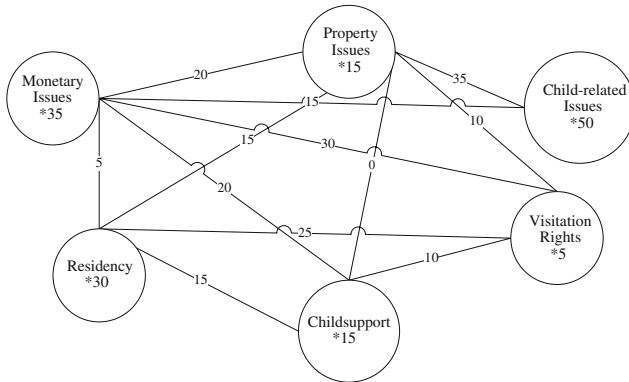 Property
Issues
*15
Monetary
Issues
*35
Child-related
Issues
*50
20
35
15
10
15
30
0
5
20
Visitation
Rights
*5
25
Residency
*30
10
15
Childsupport
*15